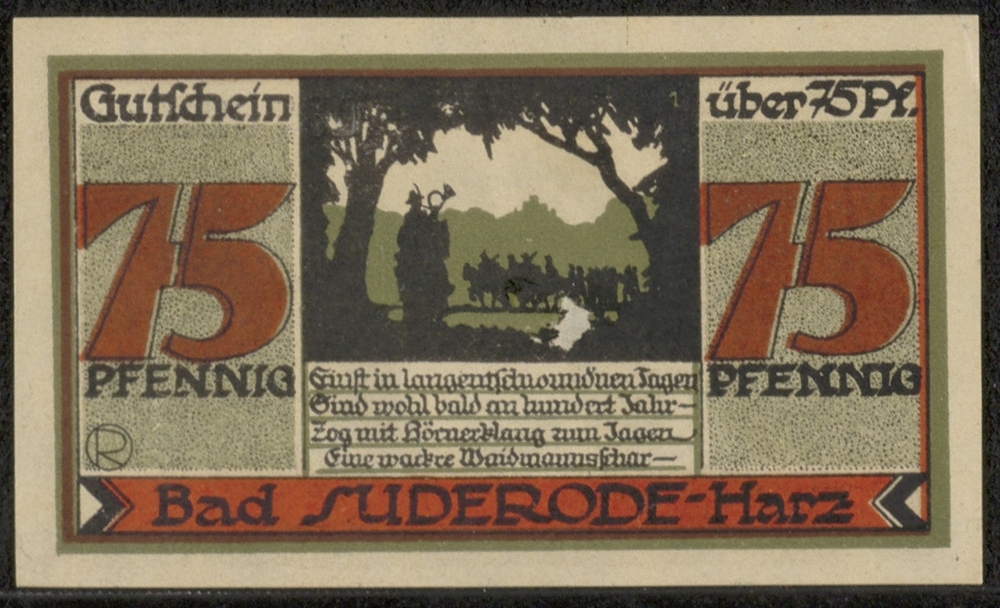 Gutschein
über 75 Pf.
75
75
PFENNIG
PFENNIG
Einst in langentschwundnen Tagen
Sind wohl bald an hundert Jahr-
Zog mit Hörnerklang zum Jagen
Eine wackre Waidmannsschar-
R
Bad SUDERODE-Harz